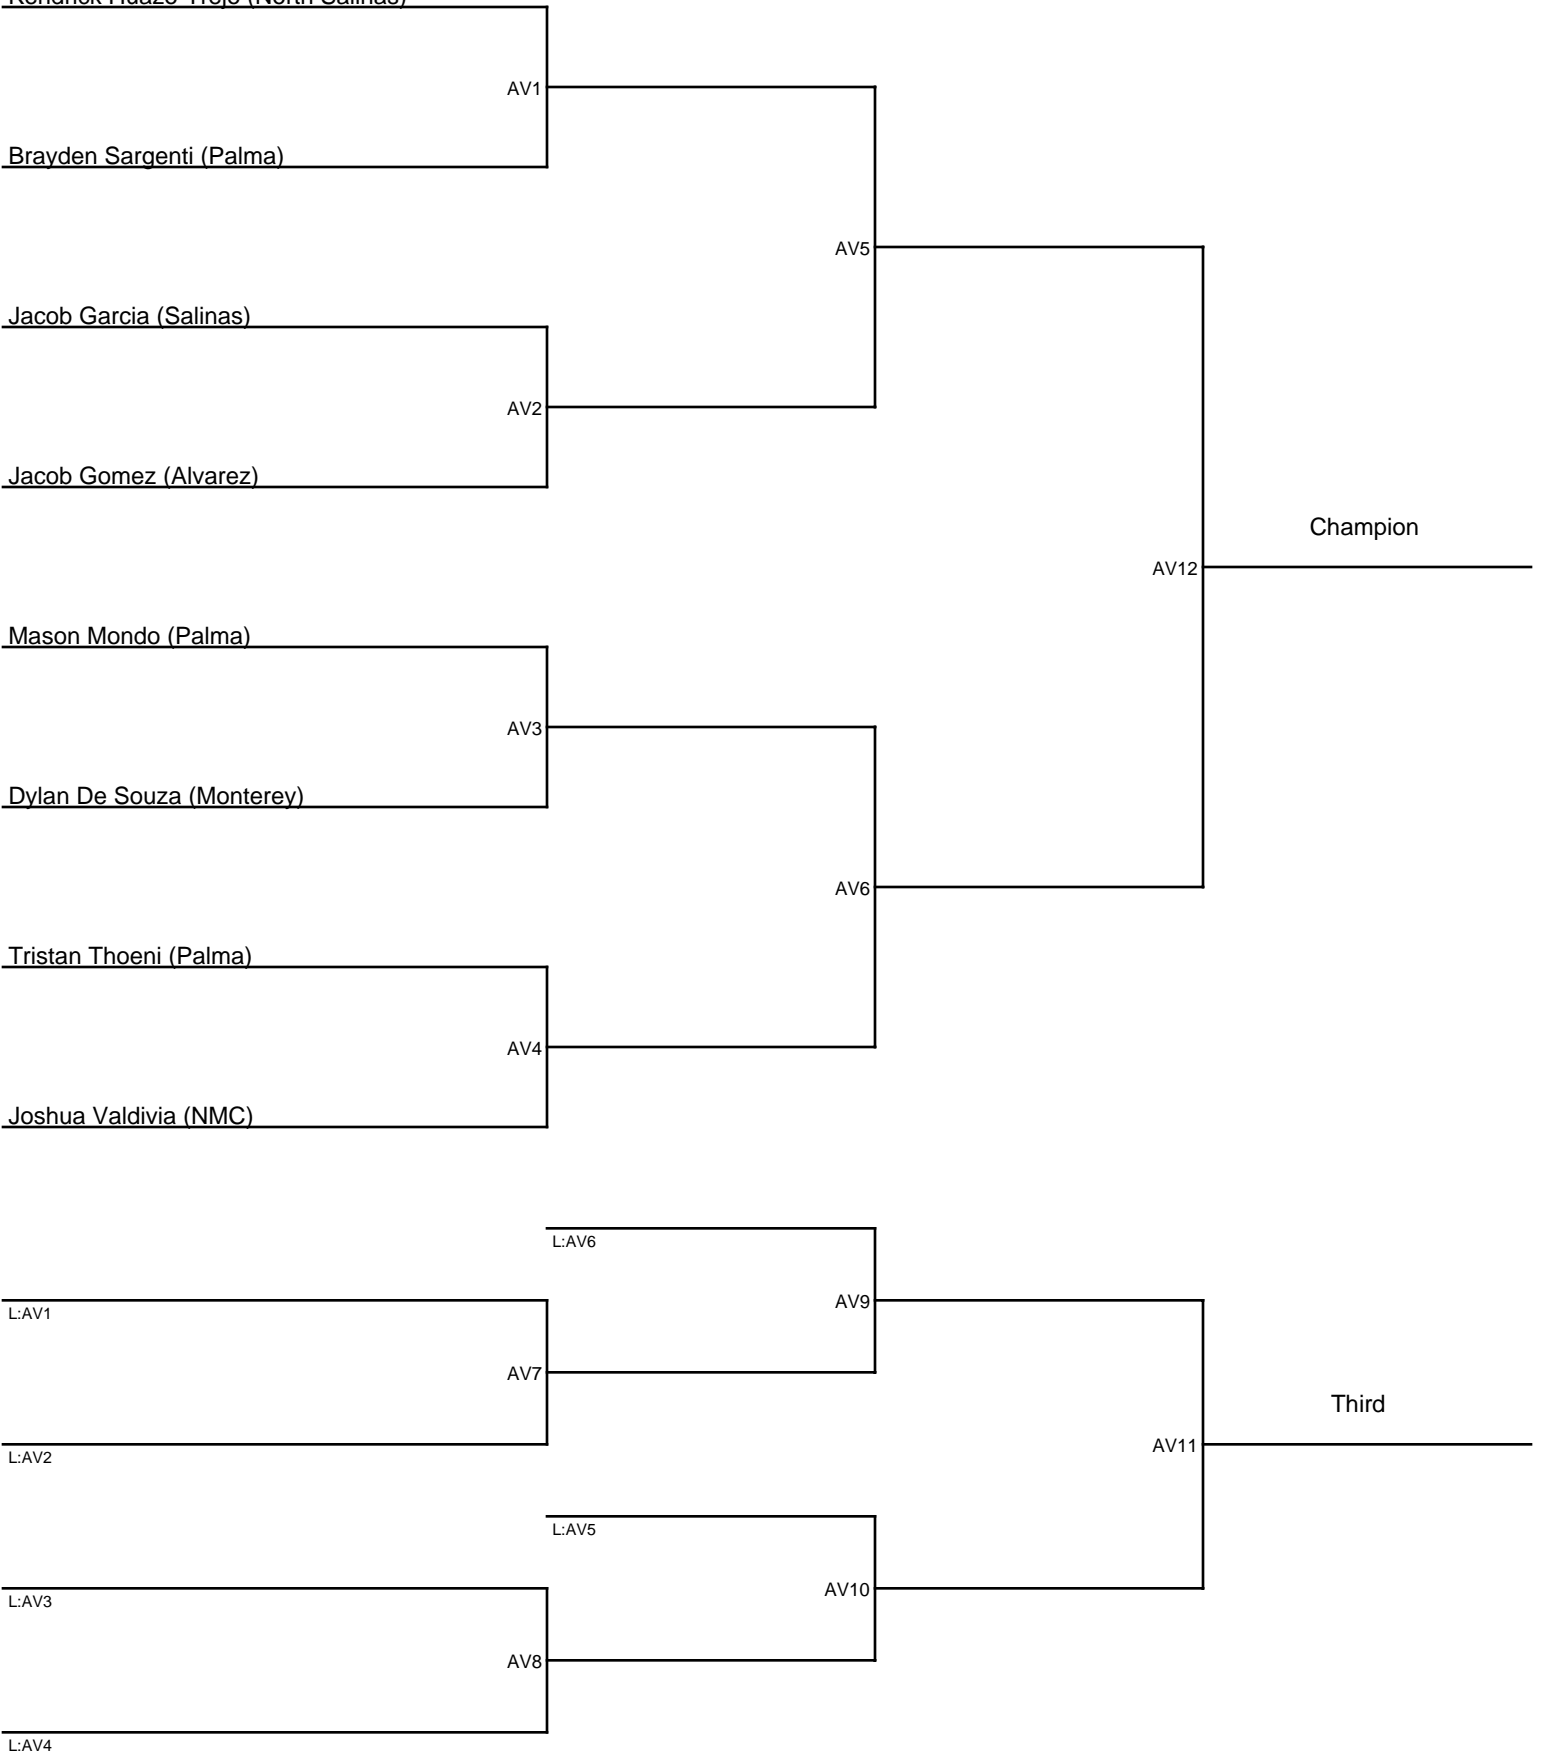 Brayden Sargenti (Palma)
AV1
Jacob Garcia (Salinas)
AV5
Jacob Gomez (Alvarez)
AV2
Champion
AV12
Mason Mondo (Palma)
AV3
Dylan De Souza (Monterey)
AV6
Tristan Thoeni (Palma)
AV4
Joshua Valdivia (NMC)
L:AV6
L:AV1
AV9
AV7
Third
L:AV2
AV11
L:AV5
L:AV3
AV10
AV8
L:AV4